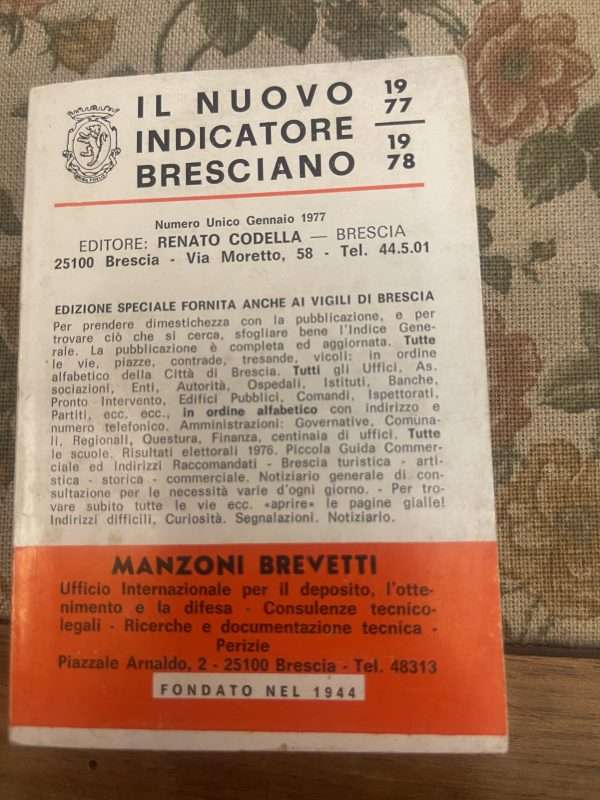 IL NUOVO
INDICATORE
BRESCIANO
19
77
19
78
Numero Unico Gennaio 1977
EDITORE: RENATO CODELLA — BRESCIA
25100 Brescia - Via Moretto, 58 - Tel. 44.5.01
EDIZIONE SPECIALE FORNITA ANCHE AI VIGILI DI BRESCIA
Per prendere dimestichezza con la pubblicazione, e per
trovare ciò che si cerca, sfogliare bene l'Indice Gene-
rale. La pubblicazione è completa ed aggiornata. Tutte
le vie, piazze, contrade, tresande, vicoli: in ordine
alfabetico della Città di Brescia. Tutti gli Uffici, As.
sociazioni, Enti, Autorità, Ospedali, Istituti, Banche,
Pronto Intervento, Edifici Pubblici, Comandi, Ispettorati,
Partiti, ecc. ecc., in ordine alfabetico con indirizzo e
numero telefonico. Amministrazioni: Governative, Comuna-
li, Regionali, Questura, Finanza, centinaia di uffici. Tutte
le scuole. Risultati elettorali 1976. Piccola Guida Commer-
ciale ed Indirizzi Raccomandati - Brescia turistica - arti-
stica - storica - commerciale. Notiziario generale di con-
sultazione per le necessità varie d'ogni giorno. - Per tro-
vare subito tutte le vie ecc. «aprire» le pagine gialle!
Indirizzi difficili, Curiosità. Segnalazioni. Notiziario.
MANZONI BREVETTI
Ufficio Internazionale per il deposito, l'otte-
nimento e la difesa - Consulenze tecnico-
legali - Ricerche e documentazione tecnica -
Perizie
Piazzale Arnaldo, 2 - 25100 Brescia - Tel. 48313
FONDATO NEL 1944